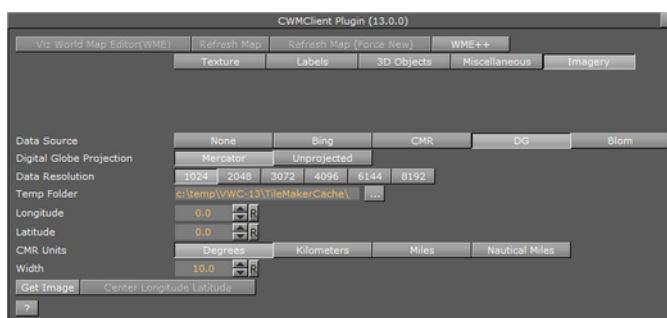 CWMClient Plugin (13.0.0)
Viz World Map Editor(WME) Refresh Map Refresh Map (Force New) WME++
Texture Labels 3D Objects Miscellaneous Imagery
Data Source None Bing CMR DG Blom
Digital Globe Projection Mercator Unprojected
Data Resolution 1024 2048 3072 4096 6144 8192
Temp Folder c:\temp\VWC-13\TileMakerCache\ ...
Longitude 0.0 R
Latitude 0.0 R
CMR Units Degrees Kilometers Miles Nautical Miles
Width 10.0 R
Get Image Center Longitude Latitude
?